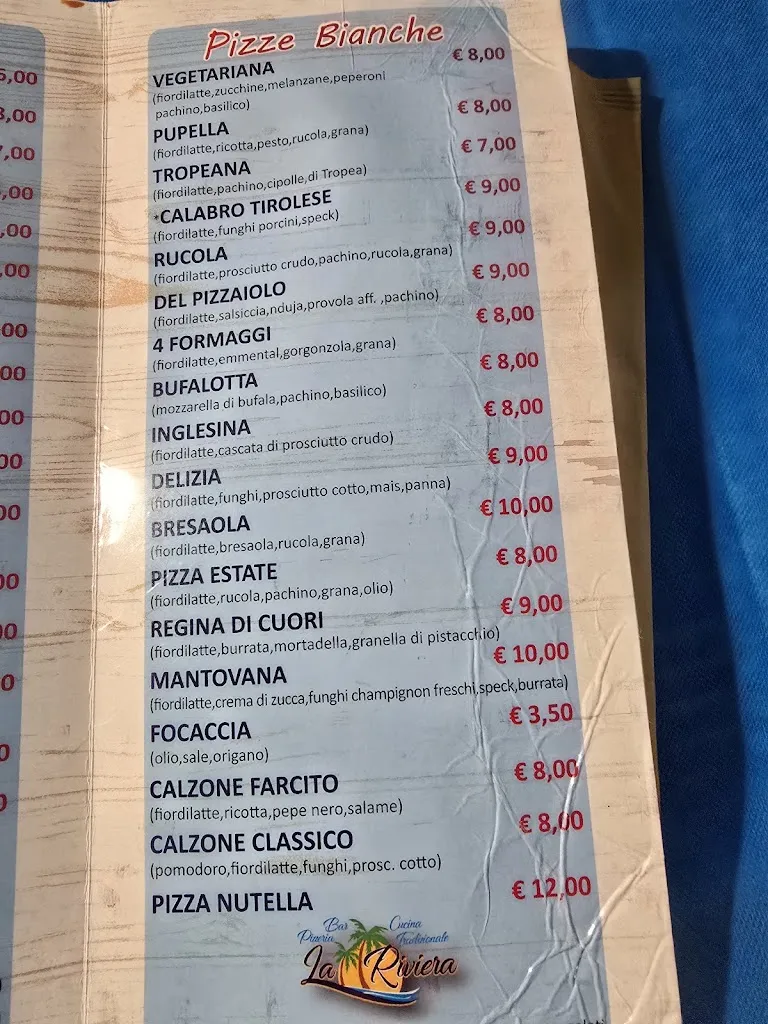 Pizze Bianche
VEGETARIANA € 8,00
(fiordilatte,zucchine,melanzane,peperoni
pachino,basilico)
PUPELLA € 8,00
(fiordilatte,ricotta,pesto,rucola,grana)
TROPEANA € 7,00
(fiordilatte,pachino,cipolle,di Tropea)
*CALABRO TIROLESE € 9,00
(fiordilatte,funghi porcini,speck)
RUCOLA € 9,00
(fiordilatte,prosciutto crudo,pachino,rucola,grana)
DEL PIZZAIOLO € 9,00
(fiordilatte,salsiccia,nduja,provola aff. ,pachino)
4 FORMAGGI € 8,00
(fiordilatte,emmental,gorgonzola,grana)
BUFALOTTA € 8,00
(mozzarella di bufala,pachino,basilico)
INGLESINA € 8,00
(fiordilatte,cascata di prosciutto crudo)
DELIZIA € 9,00
(fiordilatte,funghi,prosciutto cotto,mais,panna)
BRESAOLA € 10,00
(fiordilatte,bresaola,rucola,grana)
PIZZA ESTATE € 8,00
(fiordilatte,rucola,pachino,grana,olio)
REGINA DI CUORI € 9,00
(fiordilatte,burrata,mortadella,granella di pistacchio)
MANTOVANA € 10,00
(fiordilatte,crema di zucca,funghi champignon freschi,speck,burrata)
FOCACCIA € 3,50
(olio,sale,origano)
CALZONE FARCITO € 8,00
(fiordilatte,ricotta,pepe nero,salame)
CALZONE CLASSICO € 8,00
(pomodoro,fiordilatte,funghi,prosc. cotto)
PIZZA NUTELLA € 12,00
Bar Cucina
Pineria Tradizionale
La Riviera